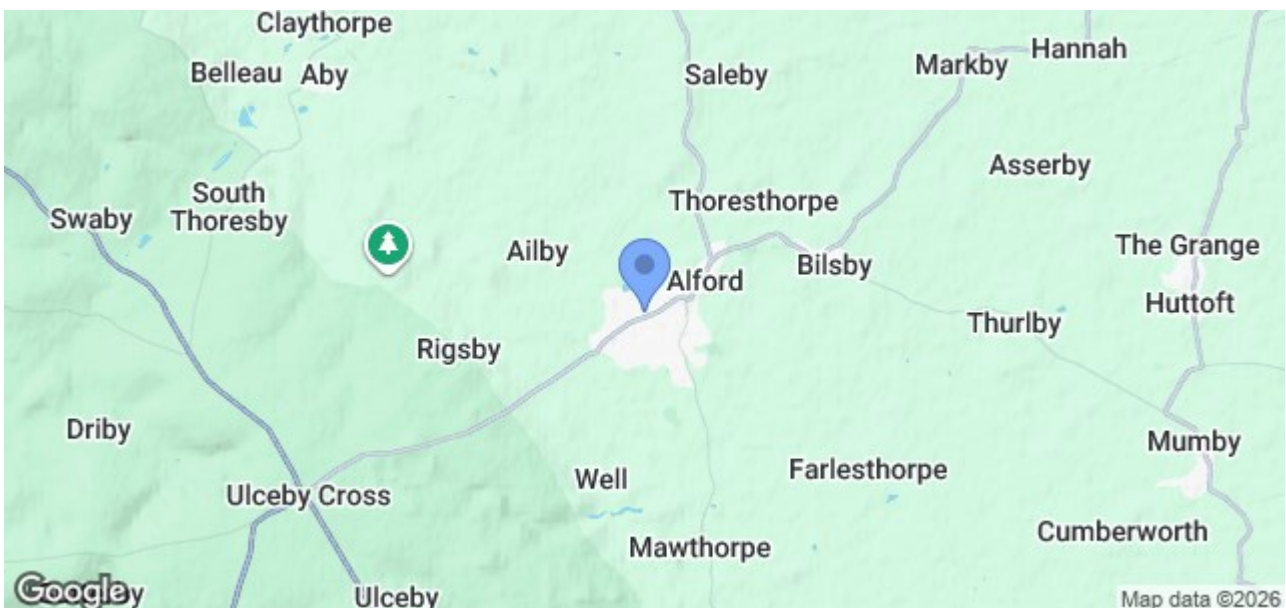 Claythorpe
Belleau
Aby
Saleby
Markby
Hannah
Asserby
South
Thoresby
Swaby
Thoresthorpe
Ailby
Alford
Bilsby
The Grange
Huttoft
Thurlby
Rigsby
Driby
Mumby
Well
Farlesthorpe
Ulceby Cross
Cumberworth
Mawthorpe
Ulceby
Google
Map data ©2026